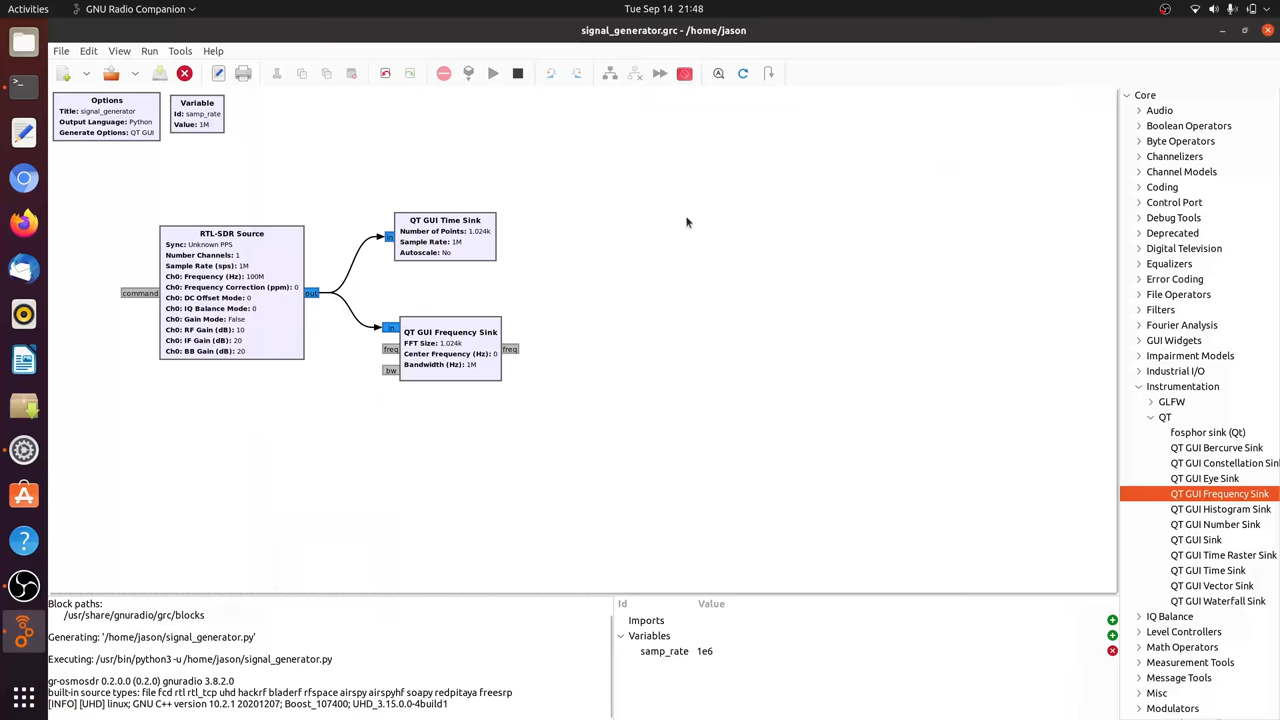 Activities
GNU Radio Companion
Tue Sep 14 21:48
signal_generator.grc - /home/jason
File Edit View Run Tools Help
Options
Title: signal_generator
Output Language: Python
Generate Options: QT GUI
Variable
Id: samp_rate
Value: 1M
RTL-SDR Source
Sync: Unknown PPS
Number Channels: 1
Sample Rate (sps): 1M
Ch0: Frequency (Hz): 100M
Ch0: Frequency Correction (ppm): 0
Ch0: DC Offset Mode: 0
Ch0: IQ Balance Mode: 0
Ch0: Gain Mode: False
Ch0: RF Gain (dB): 10
Ch0: IF Gain (dB): 20
Ch0: BB Gain (dB): 20
command
out
QT GUI Time Sink
Number of Points: 1.024k
Sample Rate: 1M
Autoscale: No
in
QT GUI Frequency Sink
FFT Size: 1.024k
Center Frequency (Hz): 0
Bandwidth (Hz): 1M
in
freq
bw
freq
Core
Audio
Boolean Operators
Byte Operators
Channelizers
Channel Models
Coding
Control Port
Debug Tools
Deprecated
Digital Television
Equalizers
Error Coding
File Operators
Filters
Fourier Analysis
GUI Widgets
Impairment Models
Industrial I/O
Instrumentation
GLFW
QT
fosphor sink (Qt)
QT GUI Bercurve Sink
QT GUI Constellation Sin
QT GUI Eye Sink
QT GUI Frequency Sink
QT GUI Histogram Sink
QT GUI Number Sink
QT GUI Sink
QT GUI Time Raster Sink
QT GUI Time Sink
QT GUI Vector Sink
QT GUI Waterfall Sink
IQ Balance
Level Controllers
Math Operators
Measurement Tools
Message Tools
Misc
Modulators
Block paths:
/usr/share/gnuradio/grc/blocks
Generating: '/home/jason/signal_generator.py'
Executing: /usr/bin/python3 -u /home/jason/signal_generator.py
gr-osmosdr 0.2.0.0 (0.2.0) gnuradio 3.8.2.0
built-in source types: file fcd rtl rtl_tcp uhd hackrf bladerf rfspace airspy airspyhf soapy redpitaya freesrp
[INFO] [UHD] linux; GNU C++ version 10.2.1 20201207; Boost_107400; UHD_3.15.0.0-4build1
Id Value
Imports
Variables
samp_rate 1e6